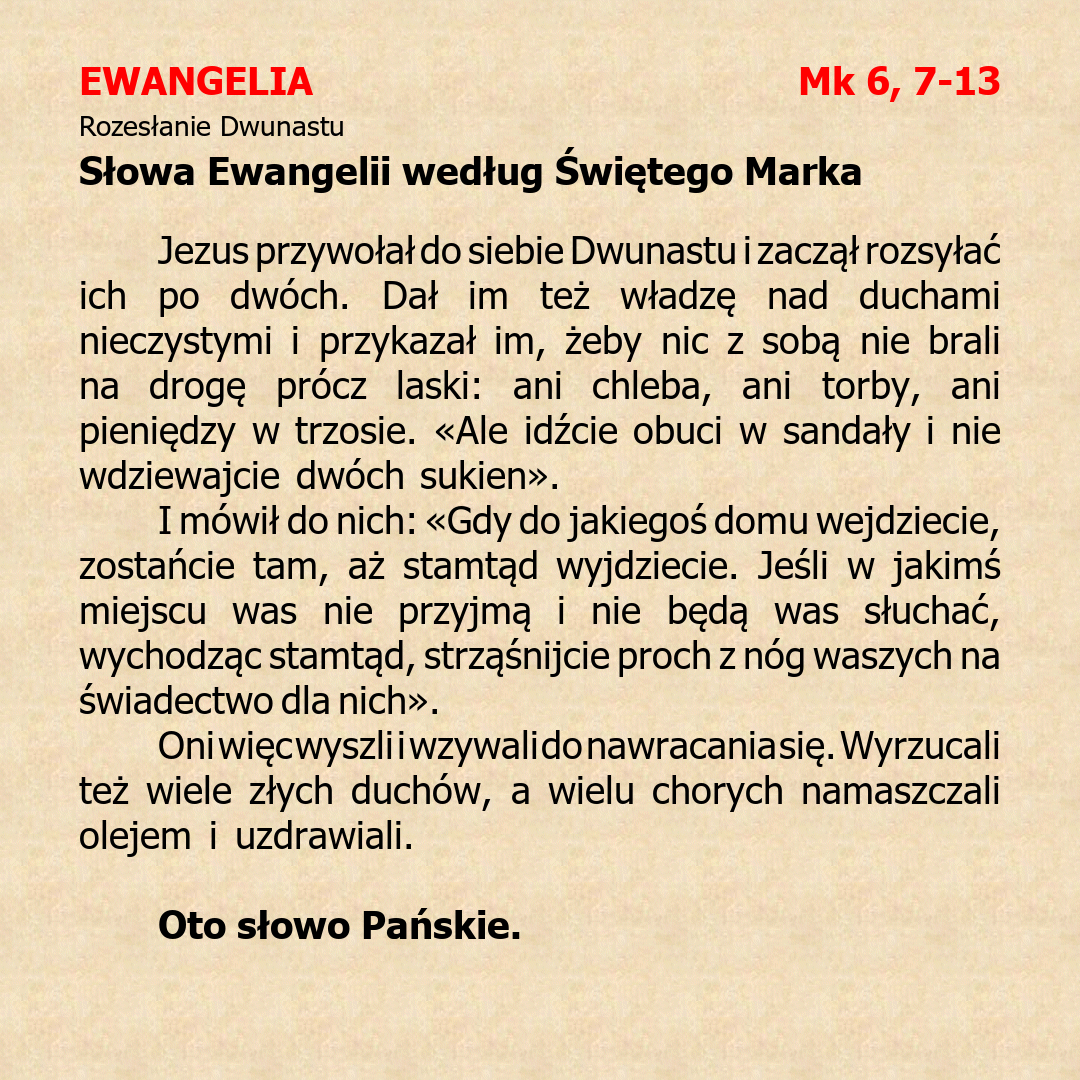 EWANGELIA Mk 6, 7-13
Rozesłanie Dwunastu
Słowa Ewangelii według Świętego Marka
Jezus przywołał do siebie Dwunastu i zaczął rozsyłać
ich po dwóch. Dał im też władzę nad duchami
nieczystymi i przykazał im, żeby nic z sobą nie brali
na drogę prócz laski: ani chleba, ani torby, ani
pieniędzy w trzosie. «Ale idźcie obuci w sandały i nie
wdziewajcie dwóch sukien».
I mówił do nich: «Gdy do jakiegoś domu wejdziecie,
zostańcie tam, aż stamtąd wyjdziecie. Jeśli w jakimś
miejscu was nie przyjmą i nie będą was słuchać,
wychodząc stamtąd, strząśnijcie proch z nóg waszych na
świadectwo dla nich».
Oni więc wyszli i wzywali do nawracania się. Wyrzucali
też wiele złych duchów, a wielu chorych namaszczali
olejem i uzdrawiali.
Oto słowo Pańskie.